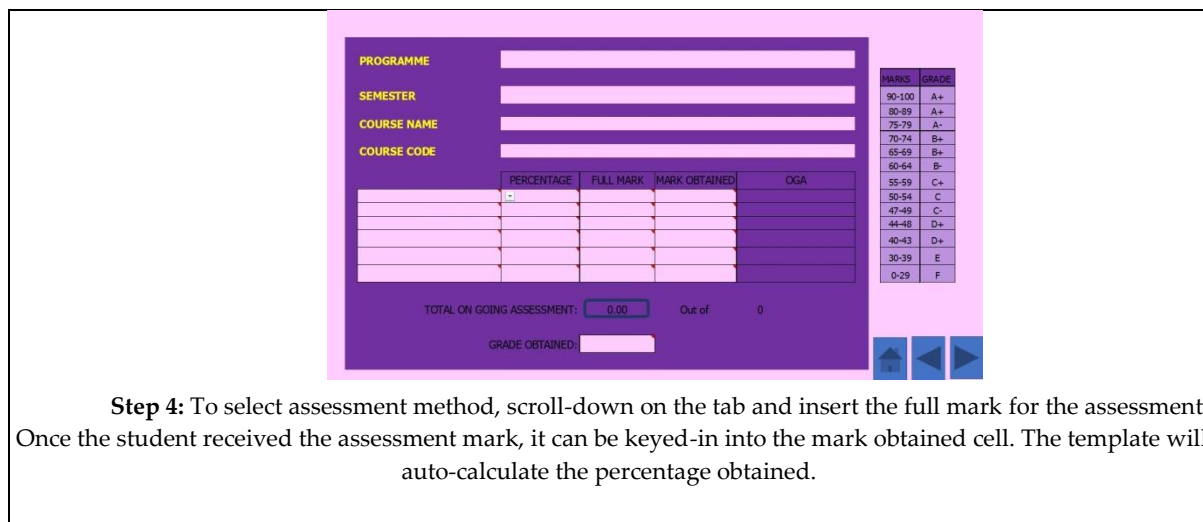 PROGRAMME
SEMESTER
COURSE NAME
COURSE CODE
PERCENTAGE FULL MARK MARK OBTAINED OGA
TOTAL ON GOING ASSESSMENT: 0.00 Out of 0
GRADE OBTAINED:
MARKS GRADE
90-100 A+
80-89 A+
75-79 A-
70-74 B+
65-69 B+
60-64 B-
55-59 C+
50-54 C
47-49 C-
44-48 D+
40-43 D+
30-39 E
0-29 F
Step 4: To select assessment method, scroll-down on the tab and insert the full mark for the assessment
Once the student received the assessment mark, it can be keyed-in into the mark obtained cell. The template will
auto-calculate the percentage obtained.